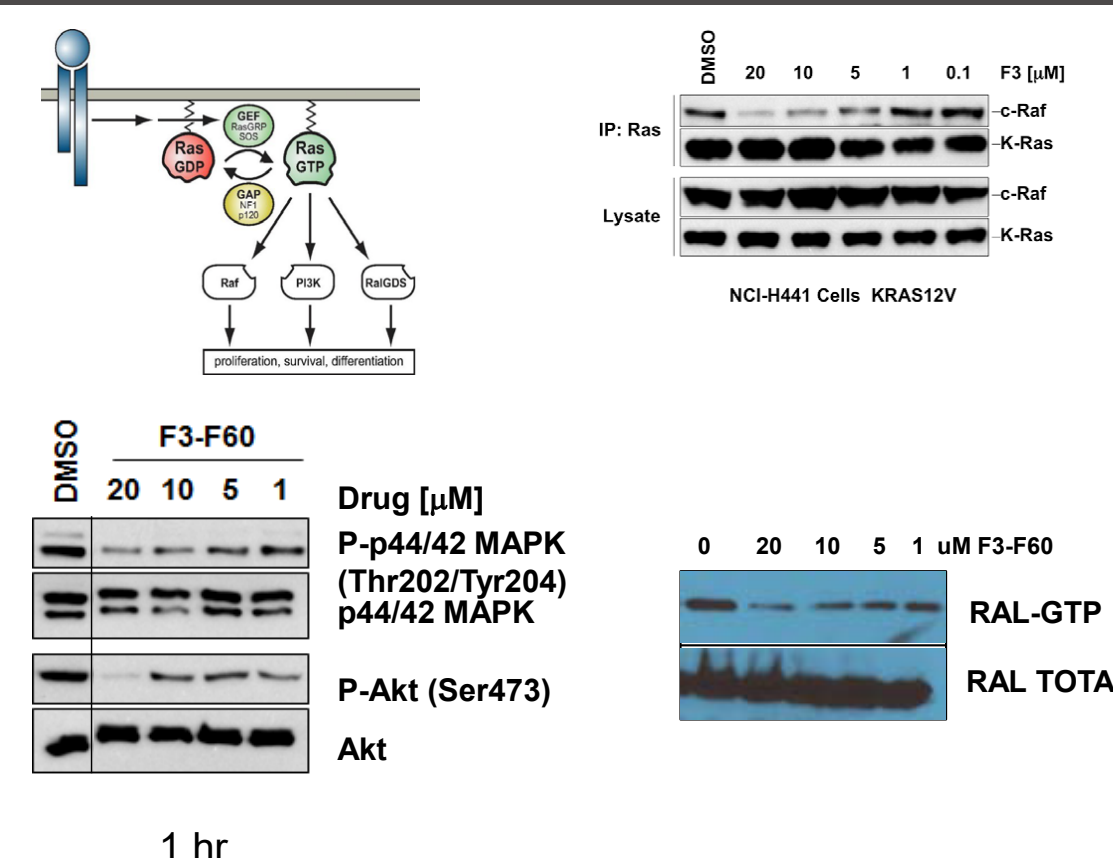 GEF
RasGRP
SOS
Ras
GDP
Ras
GTP
GAP
NF1
p120
Raf
PI3K
RalGDS
proliferation, survival, differentiation
DMSO
20 10 5 1 0.1 F3 [μM]
IP: Ras
c-Raf
K-Ras
Lysate
c-Raf
K-Ras
NCI-H441 Cells KRAS12V
DMSO
F3-F60
20 10 5 1
Drug [μM]
P-p44/42 MAPK
(Thr202/Tyr204)
p44/42 MAPK
P-Akt (Ser473)
Akt
1 hr
0 20 10 5 1 uM F3-F60
RAL-GTP
RAL TOTA